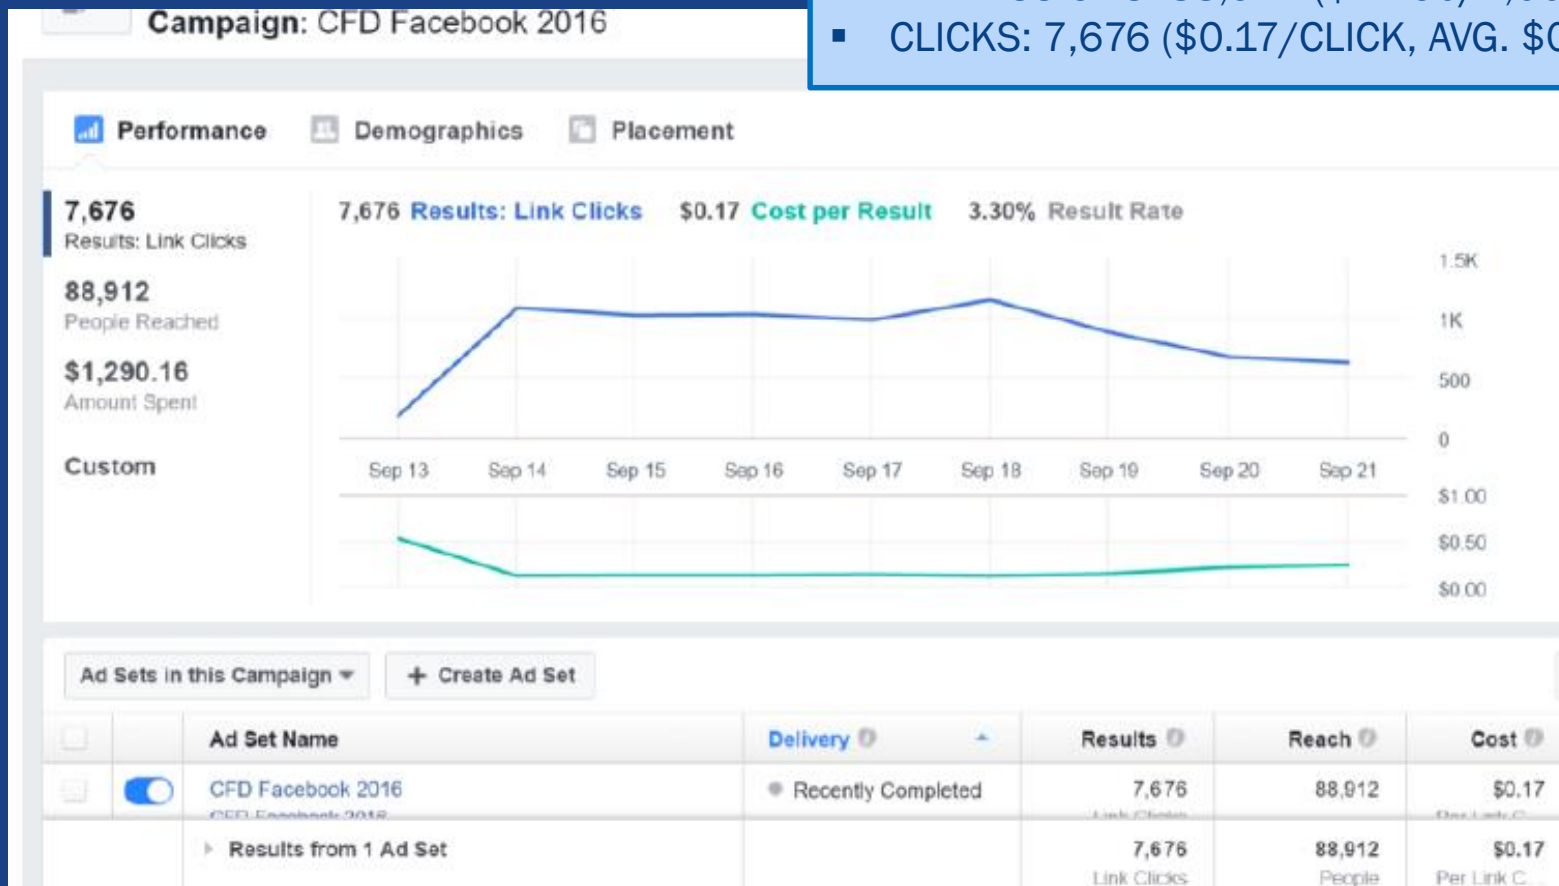 Campaign: CFD Facebook 2016
▪ CLICKS: 7,676 ($0.17/CLICK, AVG.
Performance Demographics Placement
7,676
Results: Link Clicks
88,912
People Reached
$1,290.16
Amount Spent
Custom
7,676 Results: Link Clicks $0.17 Cost per Result 3.30% Result Rate
1.5K
1K
500
0
Sep 13 Sep 14 Sep 15 Sep 16 Sep 17 Sep 18 Sep 19 Sep 20 Sep 21
$1.00
$0.50
$0.00
Ad Sets in this Campaign + Create Ad Set
Ad Set Name Delivery Results Reach Cost
CFD Facebook 2016 Recently Completed 7,676 88,912 $0.17
CFD Facebook 2016 Link Clicks
Results from 1 Ad Set 7,676 88,912 $0.17
Link Clicks People Per Link C...